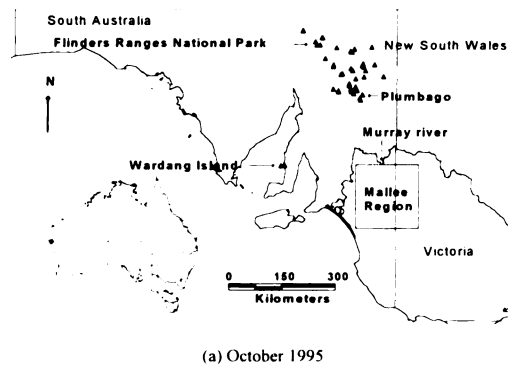 South Australia
Flinders Ranges National Park
New South Wales
N
Plumbago
Murray river
Wardang Island
Mallee
Region
Victoria
0 150 300
Kilometers
(a) October 1995